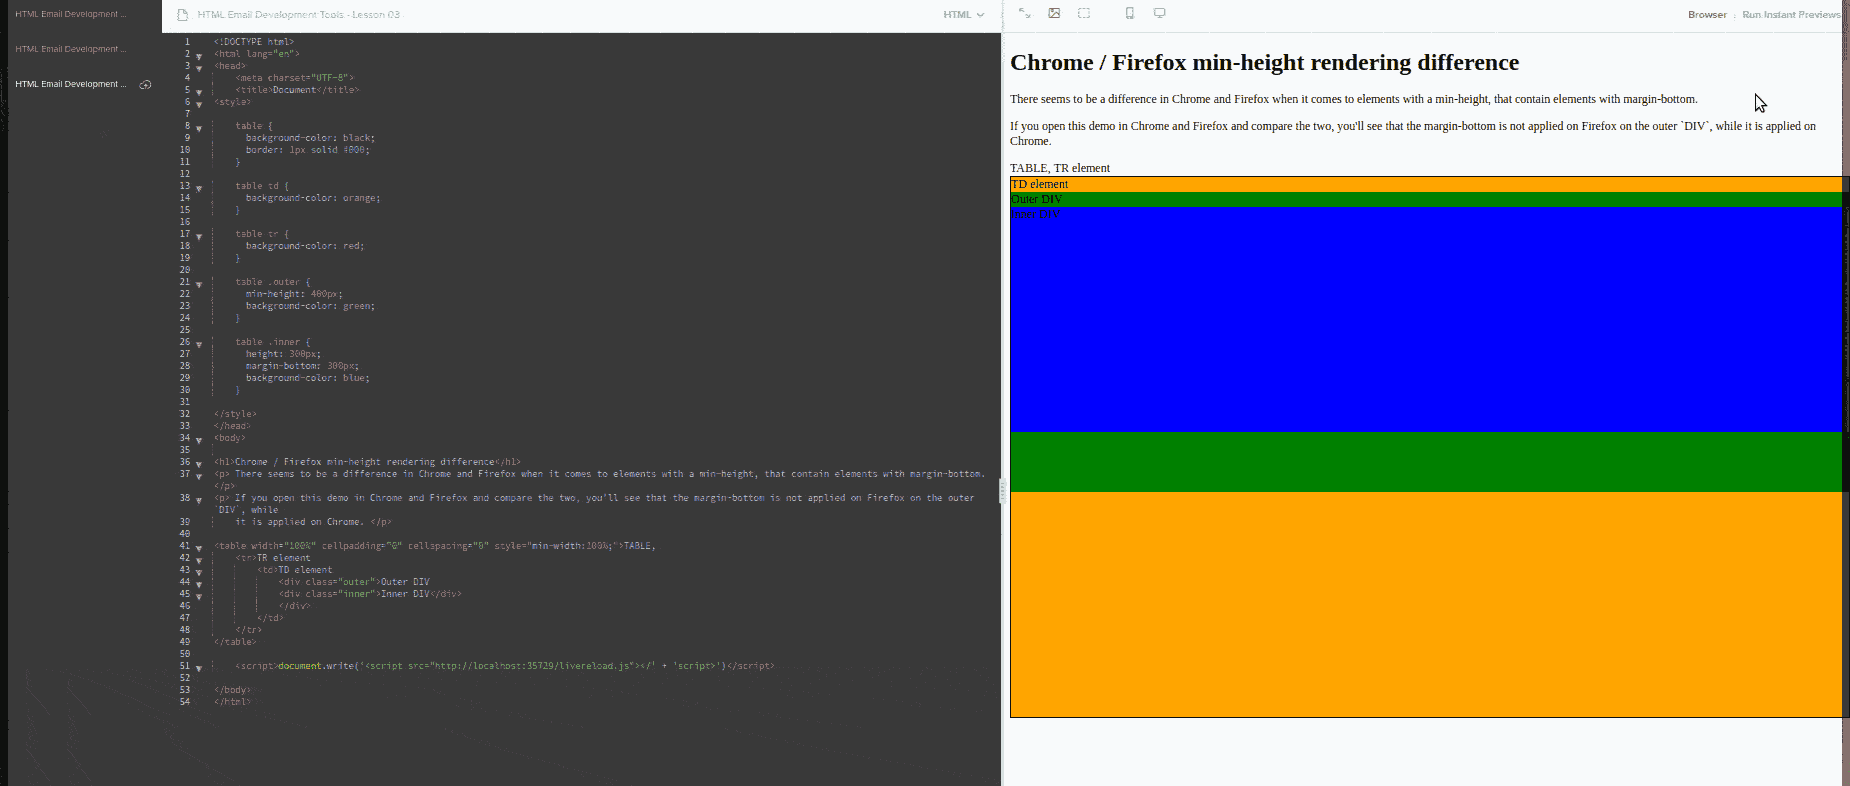 HTML Email Development ...
HTML Email Development ...
HTML Email Development ...
HTML Email Development Tools - Lesson 03
HTML
1 <!DOCTYPE html>
2 <html lang="en">
3 <head>
4 <meta charset="UTF-8">
5 <title>Document</title>
6 <style>
7
8 table {
9 background-color: black;
10 border: 1px solid #000;
11 }
12
13 table td {
14 background-color: orange;
15 }
16
17 table tr {
18 background-color: red;
19 }
20
21 table .outer {
22 min-height: 400px;
23 background-color: green;
24 }
25
26 table .inner {
27 height: 300px;
28 margin-bottom: 300px;
29 background-color: blue;
30 }
31
32 </style>
33 </head>
34 <body>
35
36 <h1>Chrome / Firefox min-height rendering difference</h1>
37 <p> There seems to be a difference in Chrome and Firefox when it comes to elements with a min-height, that contain elements with margin-bottom.
</p>
38 <p> If you open this demo in Chrome and Firefox and compare the two, you'll see that the margin-bottom is not applied on Firefox on the outer
`DIV`, while
39 it is applied on Chrome. </p>
40
41 <table width="100%" cellpadding="0" cellspacing="0" style="min-width:100%;">TABLE,
42 <tr>TR element
43 <td>TD element
44 <div class="outer">Outer DIV
45 <div class="inner">Inner DIV</div>
46 </div>
47 </td>
48 </tr>
49 </table>
50
51 <script>document.write('<script src="http://localhost:35729/livereload.js"></' + 'script>')</script>
52
53 </body>
54 </html>
Browser Run Instant Previews
Chrome / Firefox min-height rendering difference
There seems to be a difference in Chrome and Firefox when it comes to elements with a min-height, that contain elements with margin-bottom.
If you open this demo in Chrome and Firefox and compare the two, you'll see that the margin-bottom is not applied on Firefox on the outer `DIV`, while it is applied on
Chrome.
TABLE, TR element
TD element
Outer DIV
Inner DIV